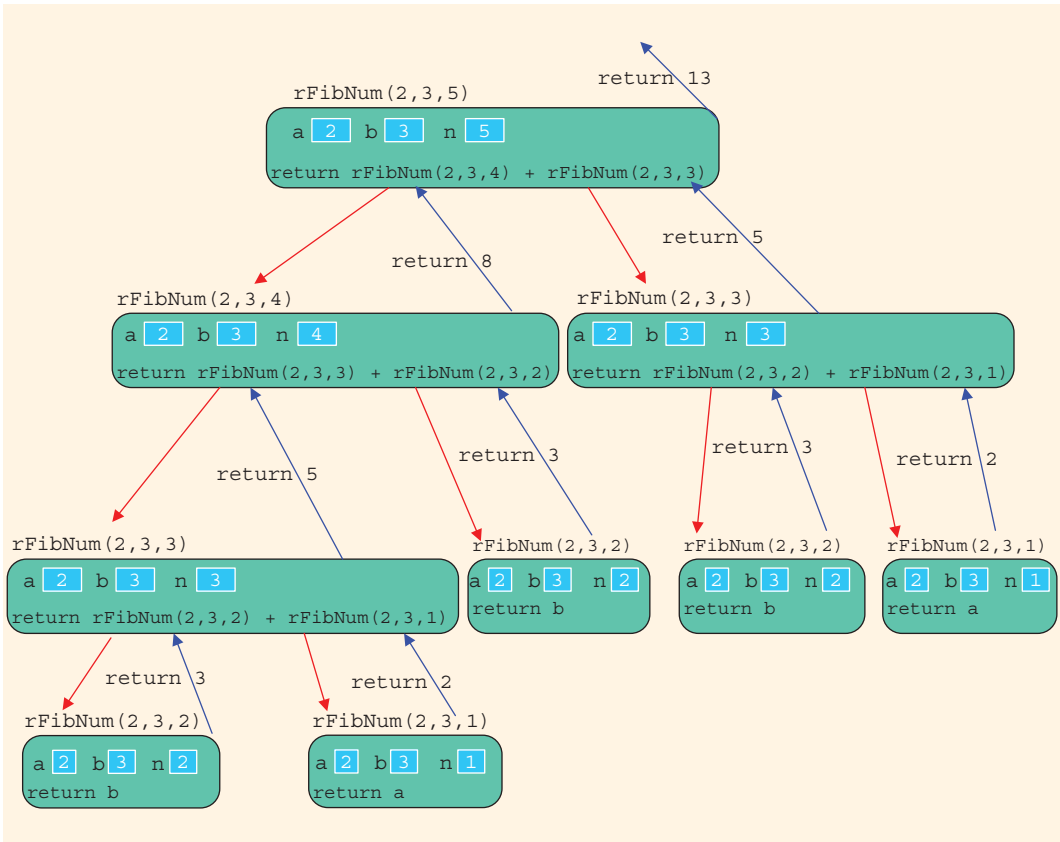 return 13
rFibNum(2,3,5)
a 2 b 3 n 5
return rFibNum(2,3,4) + rFibNum(2,3,3)
return 8
return 5
rFibNum(2,3,4)
a 2 b 3 n 4
return rFibNum(2,3,3) + rFibNum(2,3,2)
rFibNum(2,3,3)
a 2 b 3 n 3
return rFibNum(2,3,2) + rFibNum(2,3,1)
return 5
return 3
return 3
return 2
rFibNum(2,3,3)
a 2 b 3 n 3
return rFibNum(2,3,2) + rFibNum(2,3,1)
rFibNum(2,3,2)
a 2 b 3 n 2
return b
rFibNum(2,3,2)
a 2 b 3 n 2
return b
rFibNum(2,3,1)
a 2 b 3 n 1
return a
return 3
return 2
rFibNum(2,3,2)
a 2 b 3 n 2
return b
rFibNum(2,3,1)
a 2 b 3 n 1
return a